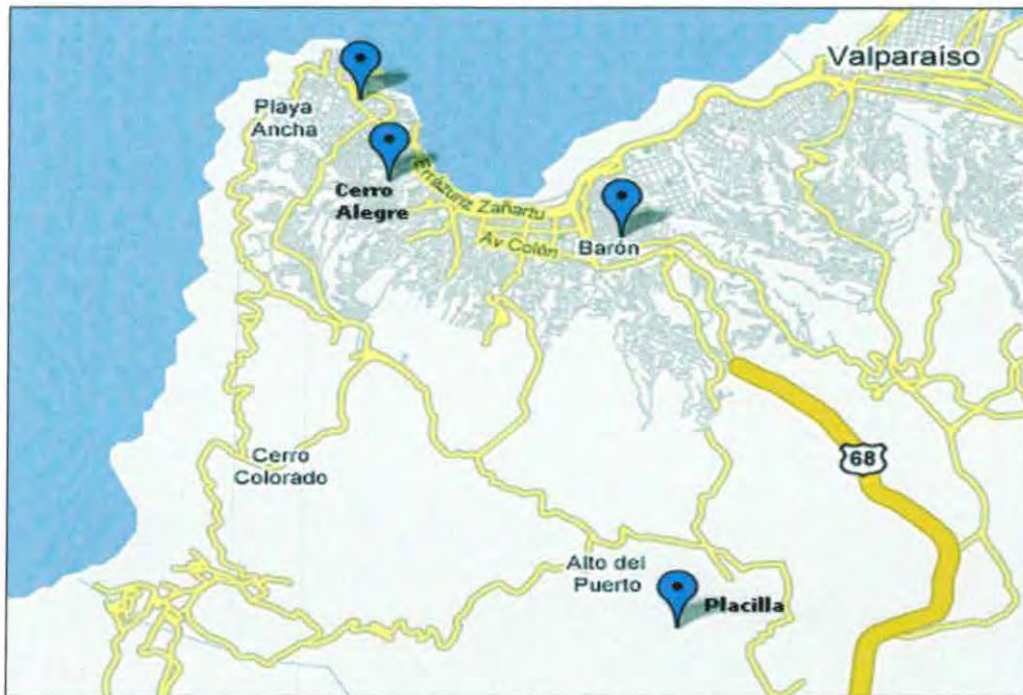 Valparaíso
Playa
Ancha
Cerro
Alegre
Errázuriz Zañartu
Av Colón
Barón
68
Cerro
Colorado
Alto del
Puerto
Placilla